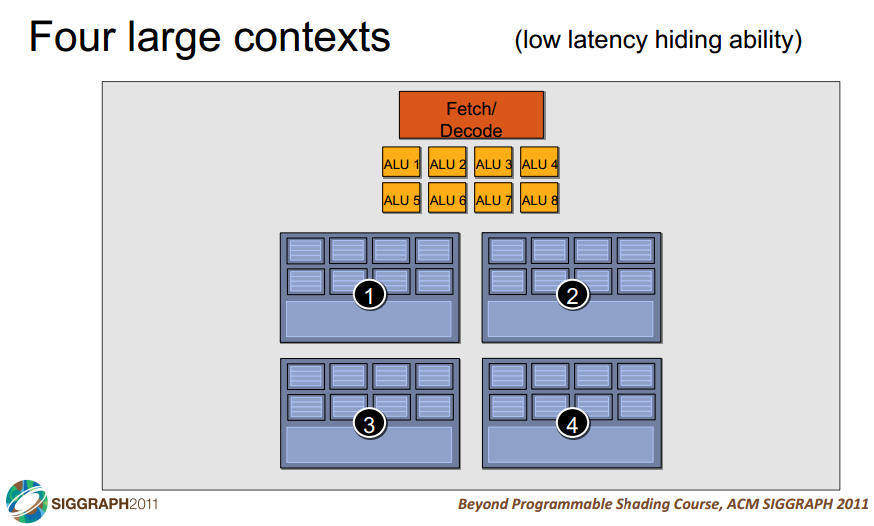 Four large contexts
(low latency hiding ability)
Fetch/
Decode
ALU 1 ALU 2 ALU 3 ALU 4
ALU 5 ALU 6 ALU 7 ALU 8
1 2
3 4
SIGGRAPH2011
Beyond Programmable Shading Course, ACM SIGGRAPH 2011